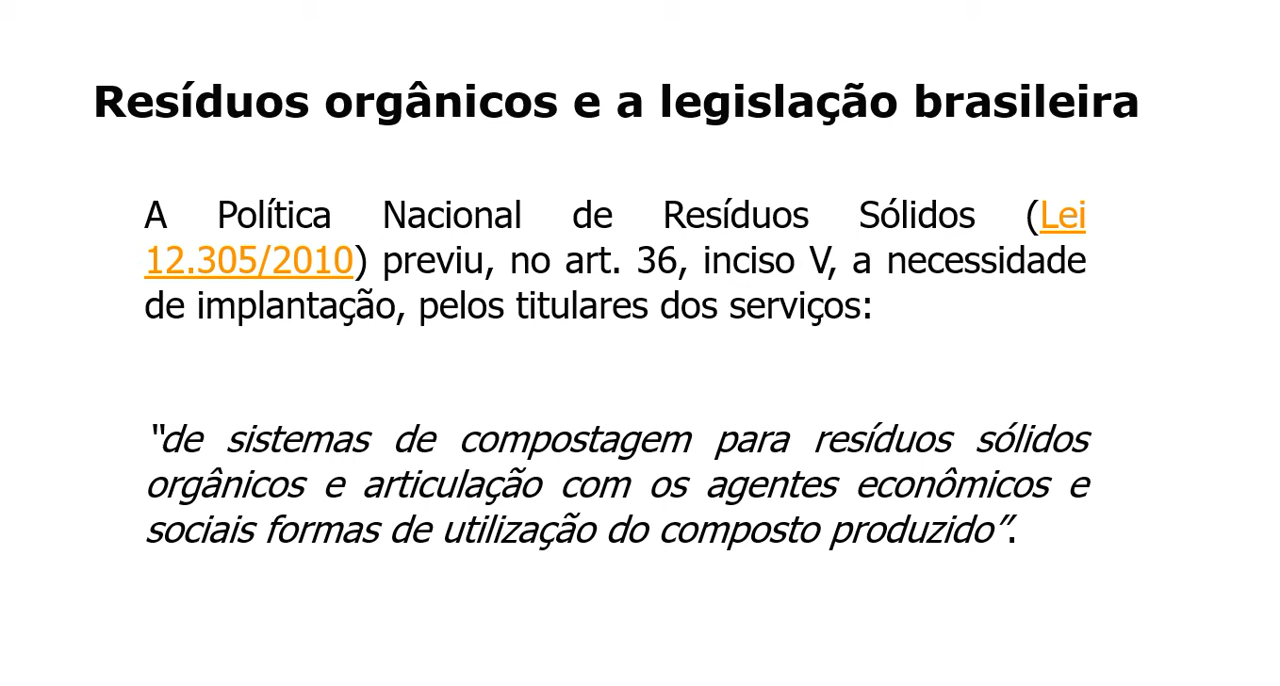 Resíduos orgânicos e a legislação brasileira
A Política Nacional de Resíduos Sólidos (Lei
12.305/2010) previu, no art. 36, inciso V, a necessidade
de implantação, pelos titulares dos serviços:
“de sistemas de compostagem para resíduos sólidos
orgânicos e articulação com os agentes econômicos e
sociais formas de utilização do composto produzido”.